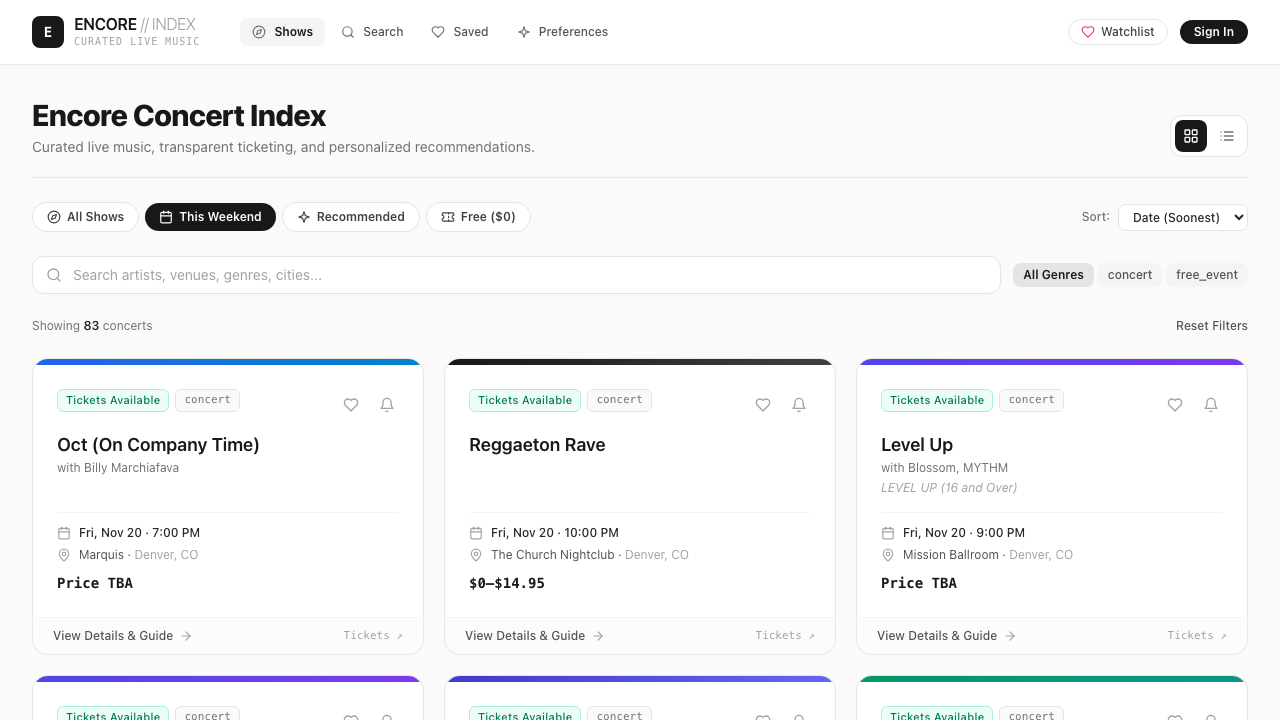 E
ENCORE // INDEX
CURATED LIVE MUSIC
Shows
Search
Saved
Preferences
Watchlist
Sign In
Encore Concert Index
Curated live music, transparent ticketing, and personalized recommendations.
All Shows
This Weekend
Recommended
Free ($0)
Sort:
Date (Soonest)
Search artists, venues, genres, cities...
All Genres
concert
free_event
Showing 83 concerts
Reset Filters
Tickets Available
concert
Oct (On Company Time)
with Billy Marchiafava
Fri, Nov 20 · 7:00 PM
Marquis · Denver, CO
Price TBA
View Details & Guide →
Tickets ↗
Tickets Available
concert
Reggaeton Rave
Fri, Nov 20 · 10:00 PM
The Church Nightclub · Denver, CO
$0–$14.95
View Details & Guide →
Tickets ↗
Tickets Available
concert
Level Up
with Blossom, MYTHM
LEVEL UP (16 and Over)
Fri, Nov 20 · 9:00 PM
Mission Ballroom · Denver, CO
Price TBA
View Details & Guide →
Tickets ↗
Tickets Available
concert
Tickets Available
concert
Tickets Available
concert